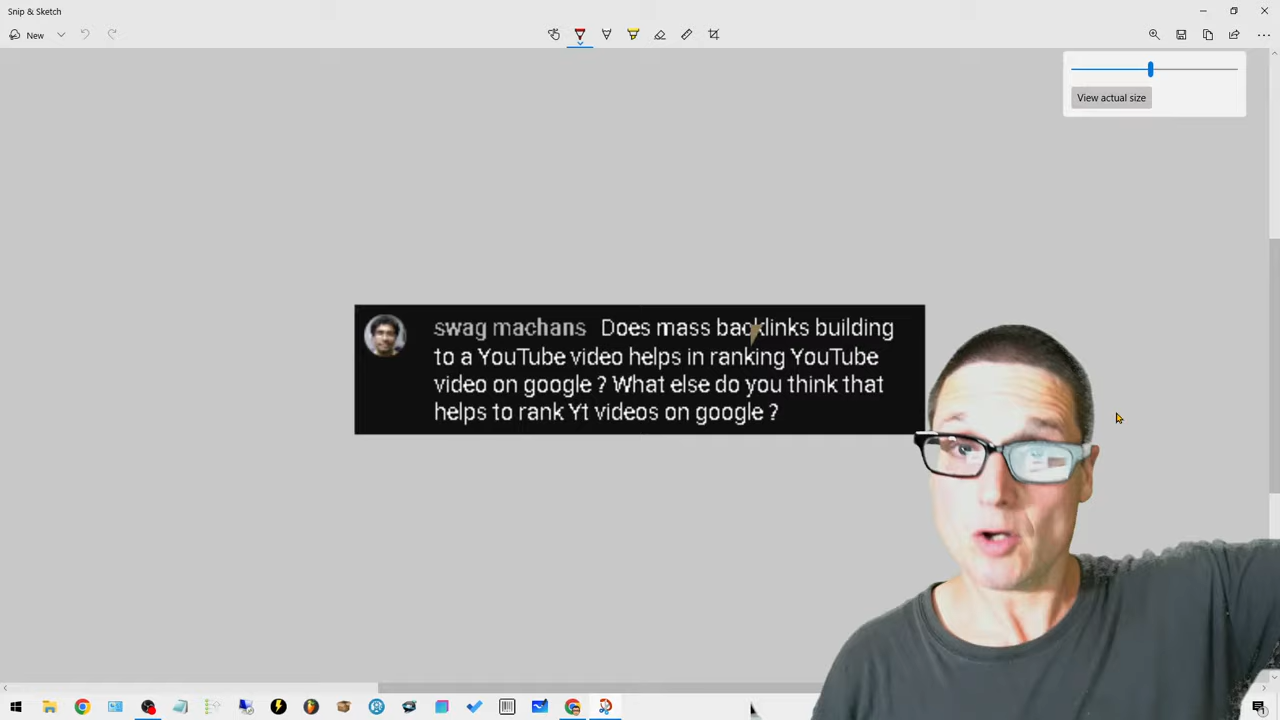 Snip & Sketch
New
View actual size
swag machans Does mass backlinks building
to a YouTube video helps in ranking YouTube
video on google ? What else do you think that
helps to rank Yt videos on google ?